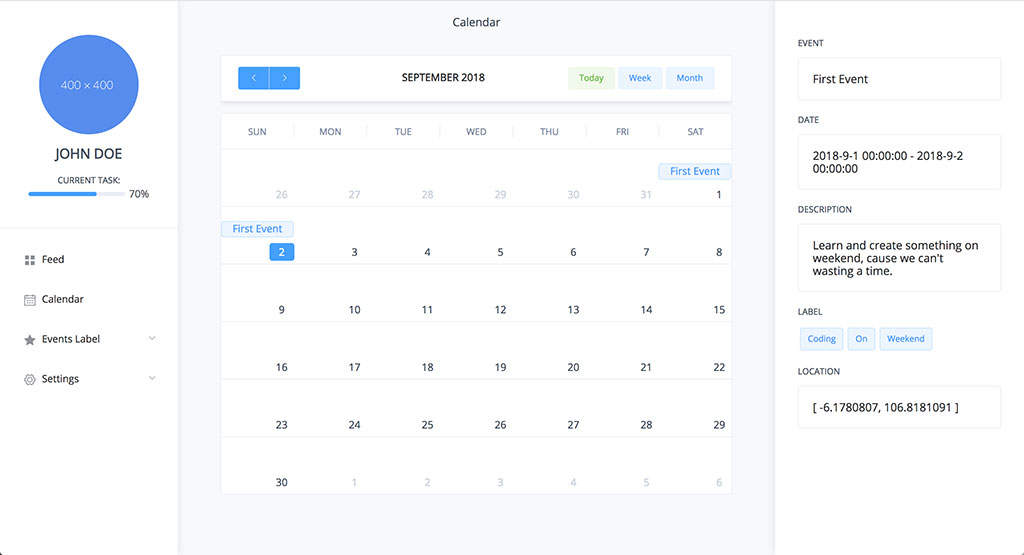 400 × 400
JOHN DOE
CURRENT TASK:
70%
Feed
Calendar
Events Label
Settings
Calendar
SEPTEMBER 2018
Today Week Month
SUN MON TUE WED THU FRI SAT
First Event
26 27 28 29 30 31 1
First Event
2 3 4 5 6 7 8
9 10 11 12 13 14 15
16 17 18 19 20 21 22
23 24 25 26 27 28 29
30 1 2 3 4 5 6
EVENT
First Event
DATE
2018-9-1 00:00:00 - 2018-9-2
00:00:00
DESCRIPTION
Learn and create something on
weekend, cause we can't
wasting a time.
LABEL
Coding On Weekend
LOCATION
[ -6.1780807, 106.8181091 ]